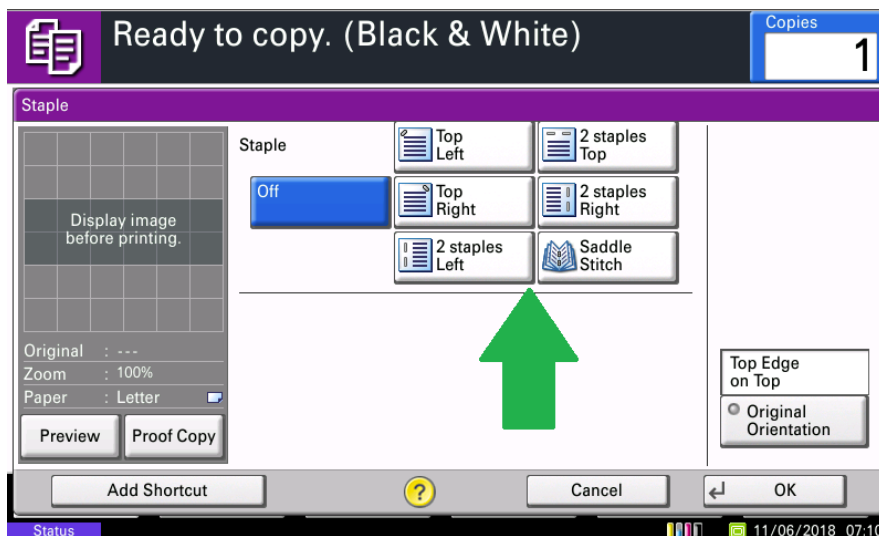 Ready to copy. (Black & White)
Copies
1
Staple
Display image
before printing.
Original : ---
Zoom : 100%
Paper : Letter
Preview
Proof Copy
Staple
Off
Top
Left
2 staples
Top
Top
Right
2 staples
Right
2 staples
Left
Saddle
Stitch
Top Edge
on Top
Original
Orientation
Add Shortcut
?
Cancel
OK
Status
11/06/2018 07:10